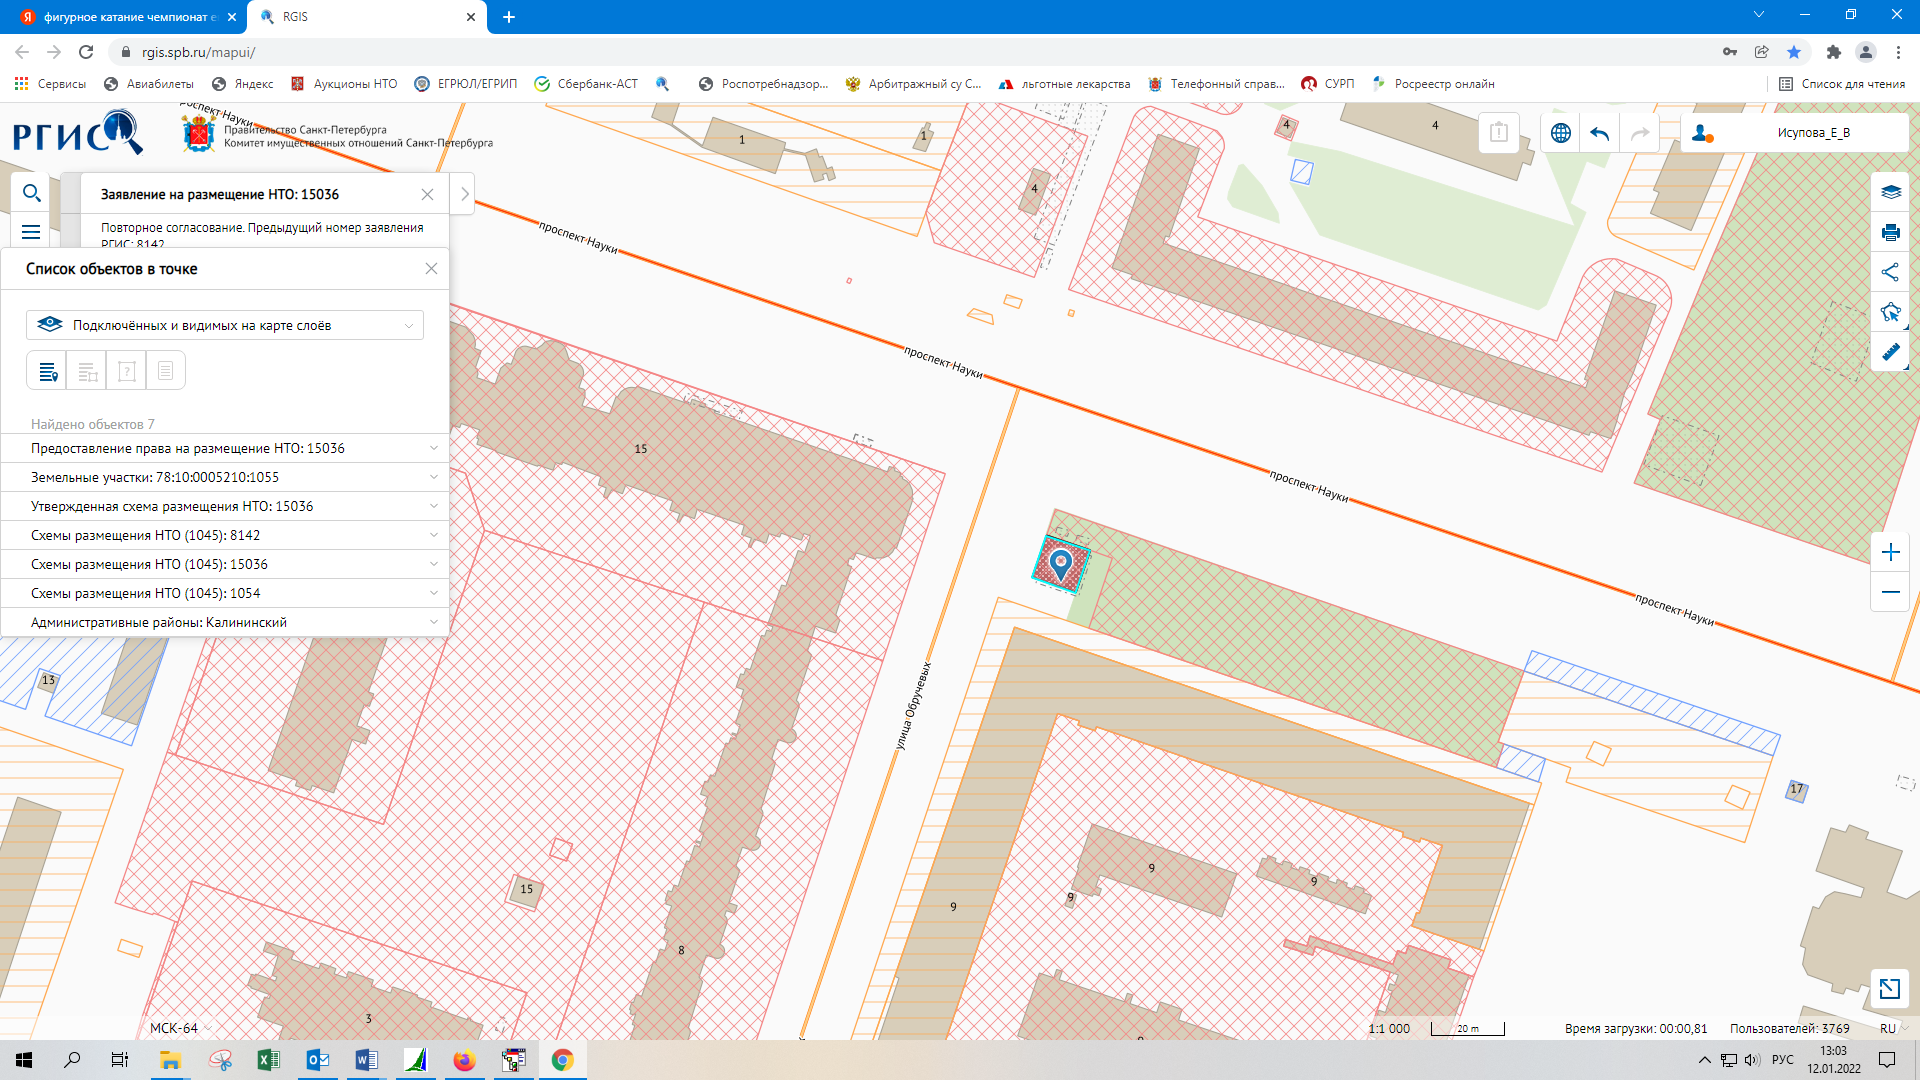 фигурное катание чемпионат е
RGIS
rgis.spb.ru/mapui/
Сервисы
Авиабилеты
Яндекс
Аукционы НТО
ЕГРЮЛ/ЕГРИП
Сбербанк-АСТ
Роспотребнадзор...
Арбитражный су С...
льготные лекарства
Телефонный справ...
СУРП
Росреестр онлайн
Список для чтения
РГИС
Правительство Санкт-Петербурга
Комитет имущественных отношений Санкт-Петербурга
Исупова_Е_В
Заявление на размещение НТО: 15036
Повторное согласование. Предыдущий номер заявления
РГИС: 8142
Список объектов в точке
Подключённых и видимых на карте слоёв
Найдено объектов 7
Предоставление права на размещение НТО: 15036
Земельные участки: 78:10:0005210:1055
Утвержденная схема размещения НТО: 15036
Схемы размещения НТО (1045): 8142
Схемы размещения НТО (1045): 15036
Схемы размещения НТО (1045): 1054
Административные районы: Калининский
проспект Науки
1
1
4
4
4
проспект Науки
проспект Науки
15
проспект Науки
проспект Науки
улица Обручевых
13
17
15
9
9
9
9
8
3
МСК-64
1:1 000
20 m
Время загрузки: 00:00,81
Пользователей: 3769
RU
РУС
13:03
12.01.2022